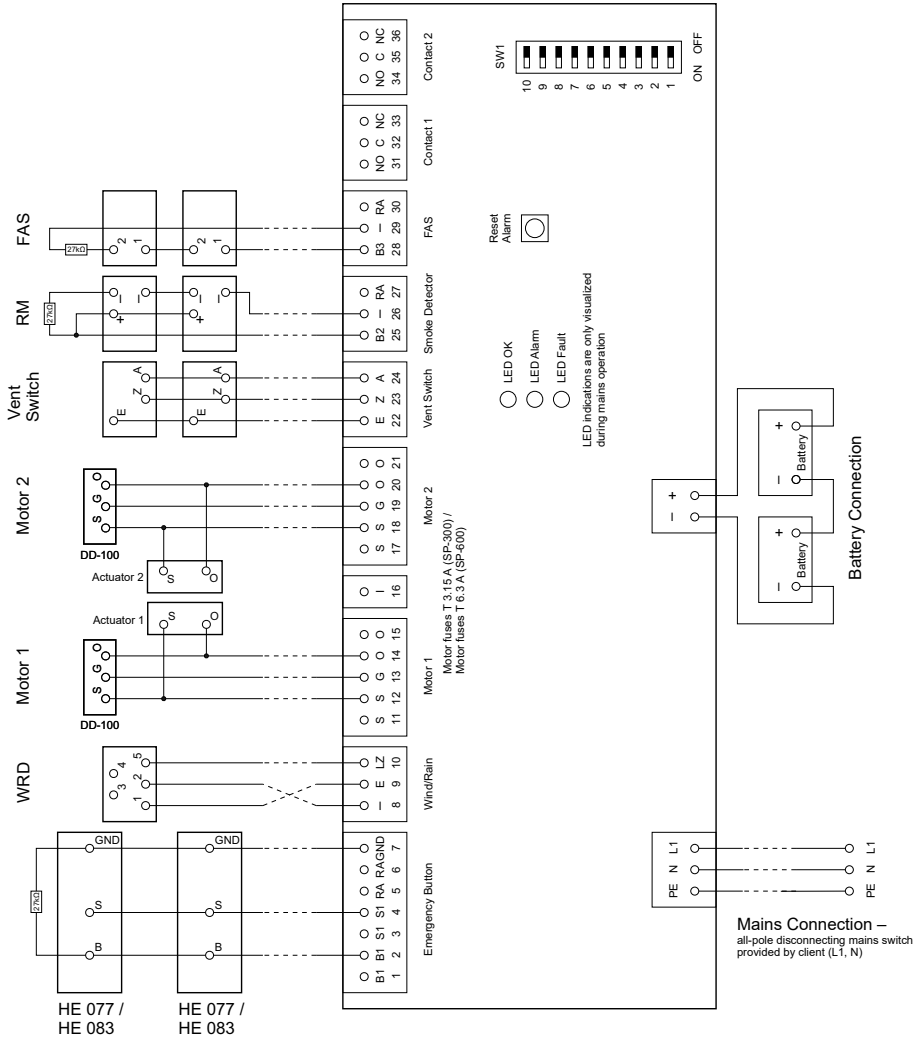 FAS
RM
Vent
Switch
Motor 2
Motor 1
WRD
27kΩ
2
1
2
1
27kΩ
+
–
–
+
–
–
E
Z
A
E
Z
A
S
G
O
DD-100
Actuator 2
S
O
Actuator 1
S
O
S
G
O
DD-100
1
2
3
4
5
27kΩ
GND
S
B
GND
S
B
HE 077 /
HE 083
HE 077 /
HE 083
NO C NC
34 35 36
Contact 2
NO C NC
31 32 33
Contact 1
B3 I RA
28 29 30
FAS
B2 I RA
25 26 27
Smoke Detector
E Z A
22 23 24
Vent Switch
S S G O O
17 18 19 20 21
Motor 2
I
16
S S G O O
11 12 13 14 15
Motor 1
Motor fuses T 3.15 A (SP-300) /
Motor fuses T 6.3 A (SP-600)
I E LZ
8 9 10
Wind/Rain
B1 B1 S1 S1 RA RA GND
1 2 3 4 5 6 7
Emergency Button
SW1
10 9 8 7 6 5 4 3 2 1
ON OFF
Reset
Alarm
LED OK
LED Alarm
LED Fault
LED indications are only visualized
during mains operation
– +
– Battery +
– Battery +
Battery Connection
PE N L1
PE N L1
Mains Connection –
all-pole disconnecting mains switch
provided by client (L1, N)